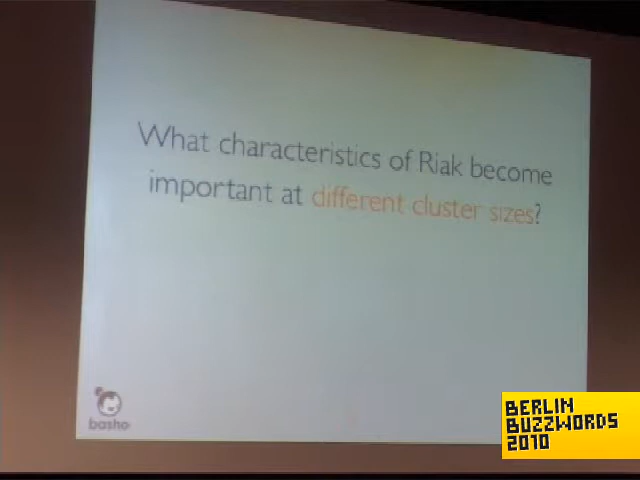 What characteristics of Riak become
important at different cluster sizes?
basho
BERLIN
BUZZWORDS
2010